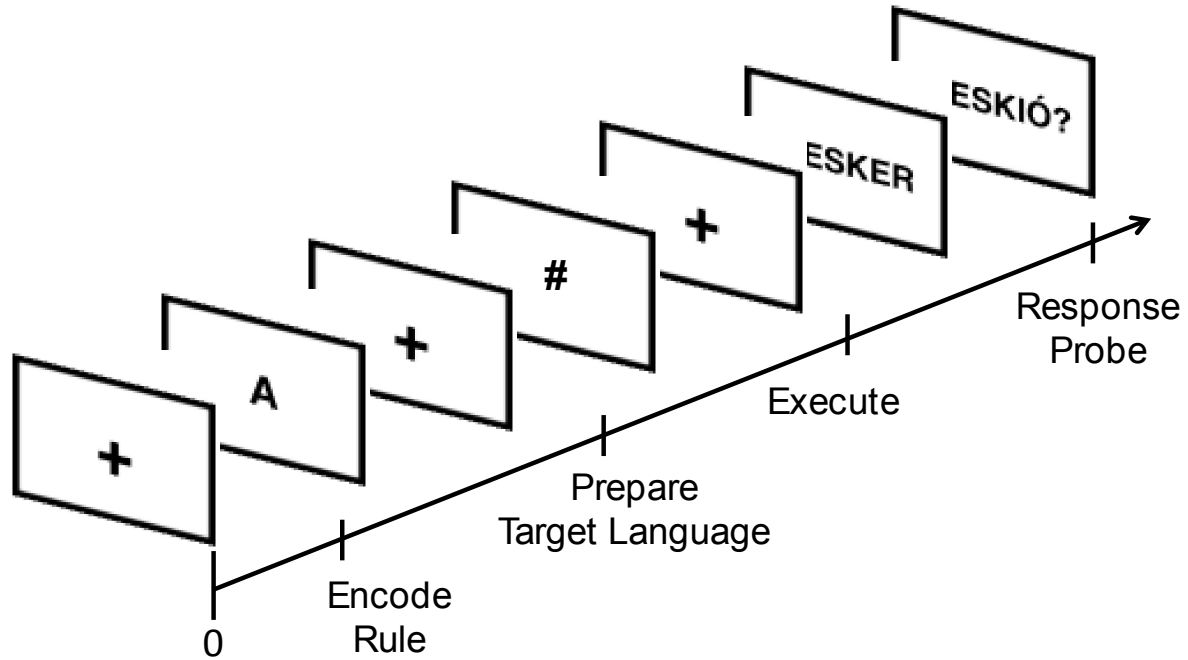 +
A
+
#
+
ESKER
ESKIÓ?
0
Encode
Rule
Prepare
Target Language
Execute
Response
Probe